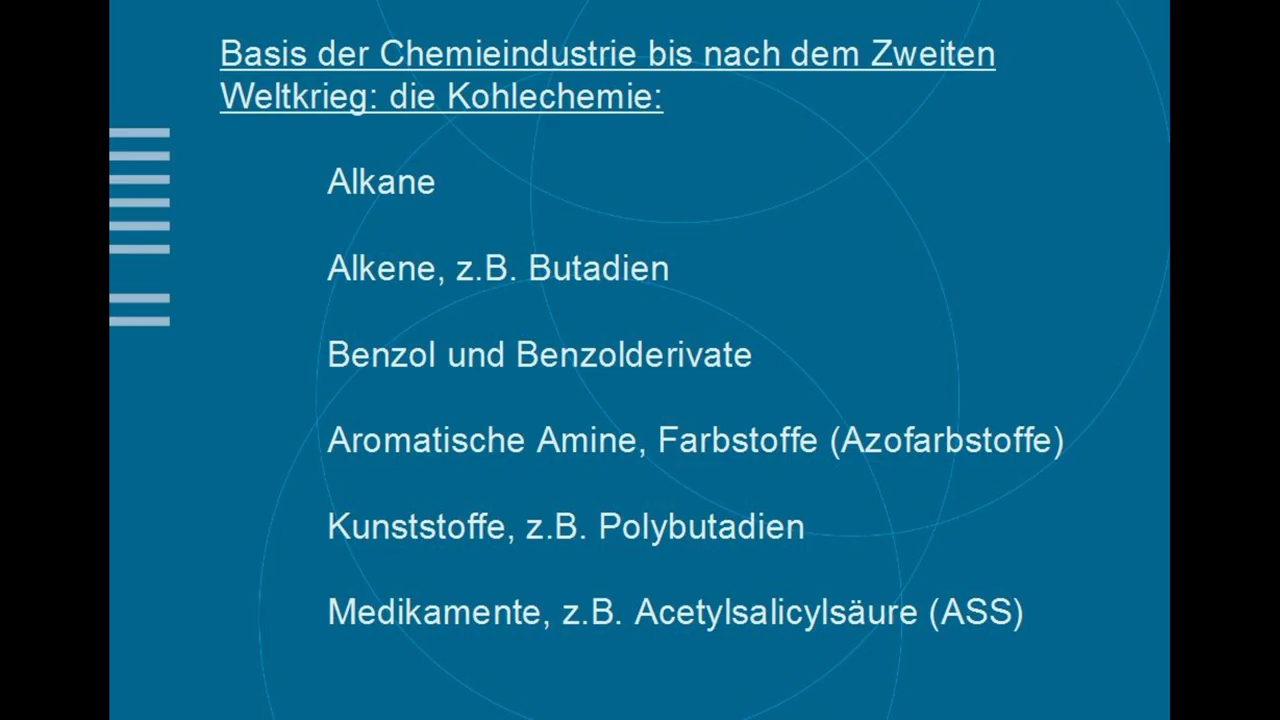 Basis der Chemieindustrie bis nach dem Zweiten
Weltkrieg: die Kohlechemie:
Alkane
Alkene, z.B. Butadien
Benzol und Benzolderivate
Aromatische Amine, Farbstoffe (Azofarbstoffe)
Kunststoffe, z.B. Polybutadien
Medikamente, z.B. Acetylsalicylsäure (ASS)